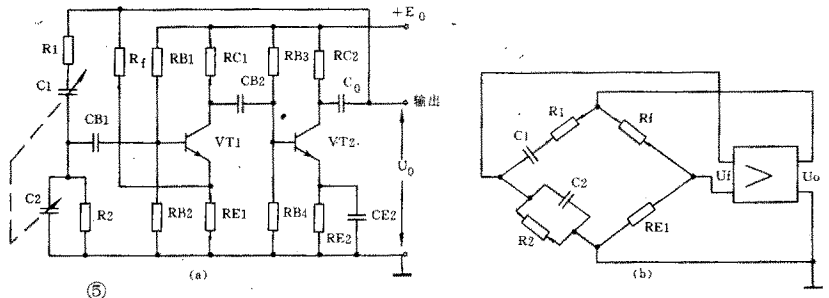 +E0
R1
Rf
RB1
RC1
RB3
RC2
C1
CB2
C0
输出
CB1
VT1
VT2
U0
C2
R2
RB2
RE1
RB4
RE2
CE2
(a)
⑤
R1
Rf
C1
Uf
>
Uo
C2
R2
RE1
(b)